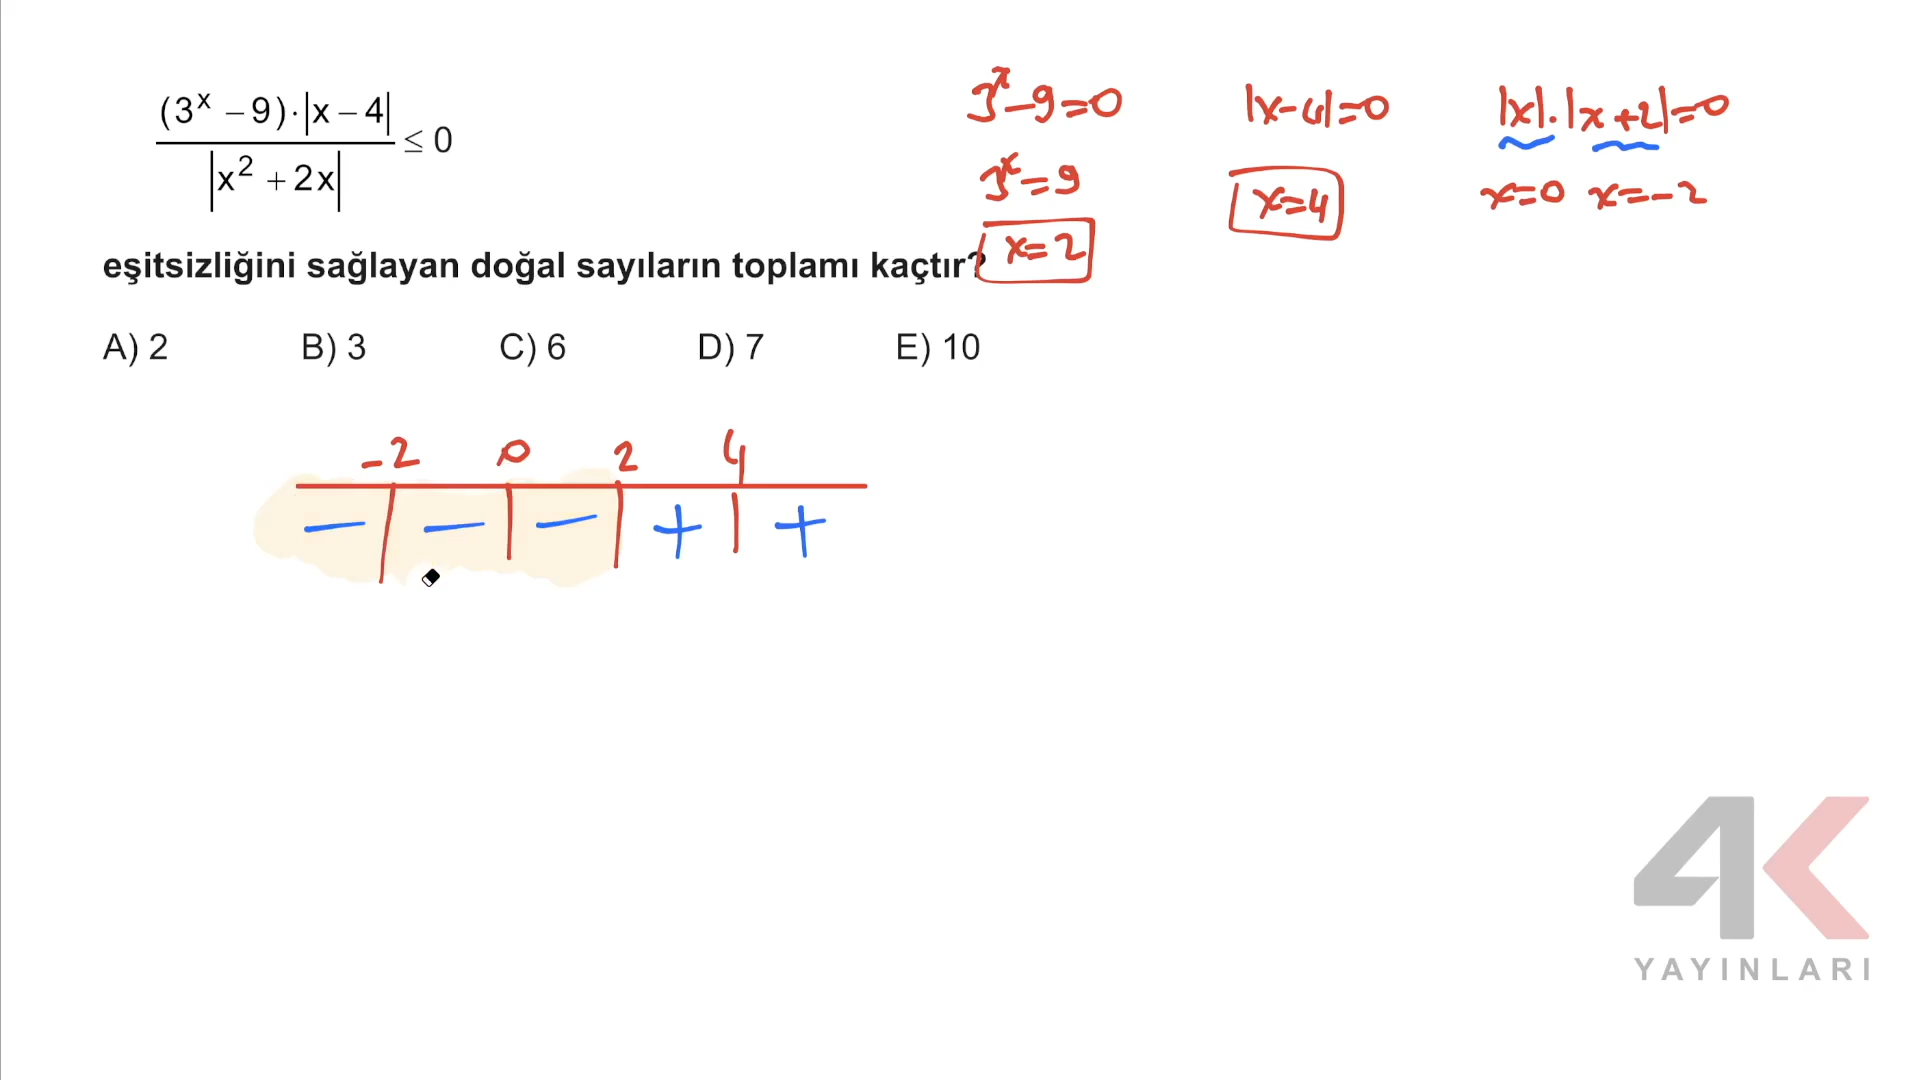 (3ˣ – 9)·|x – 4|
|x² + 2x|
≤ 0
eşitsizliğini sağlayan doğal sayıların toplamı kaçtır?
A) 2 B) 3 C) 6 D) 7 E) 10
3ˣ–9=0
3ˣ=9
x=2
|x–4|=0
x=4
|x|.|x+2|=0
x=0 x=–2
–2 0 2 4
– – – + +
4K
YAYINLARI